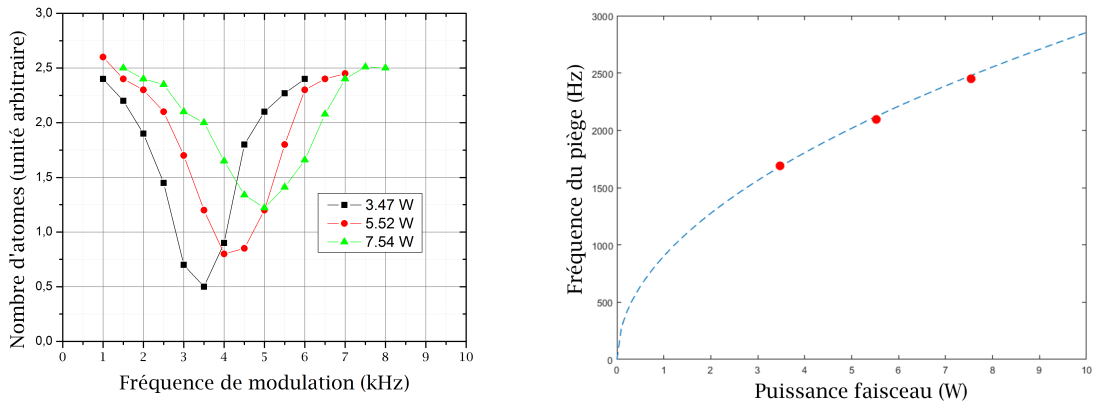 3,0
2,5
2,0
1,5
1,0
0,5
0,0
Nombre d'atomes (unité arbitraire)
3.47 W
5.52 W
7.54 W
0 1 2 3 4 5 6 7 8 9 10
Fréquence de modulation (kHz)
3000
2500
2000
1500
1000
500
0
Fréquence du piège (Hz)
0 1 2 3 4 5 6 7 8 9 10
Puissance faisceau (W)